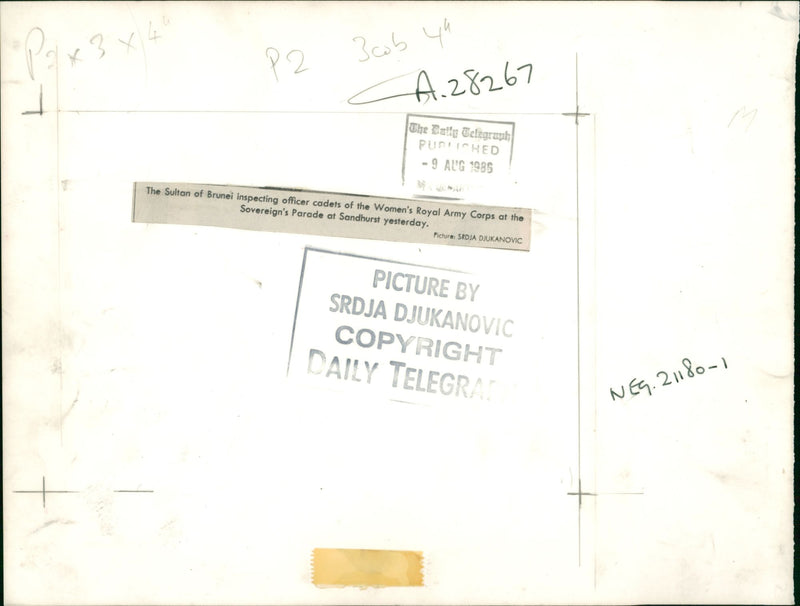 P2 x 3 x 4"
P2 3cob 4"
A.28267
The Daily Telegraph
PUBLISHED
- 9 AUG 1986
The Sultan of Brunei inspecting officer cadets of the Women's Royal Army Corps at the
Sovereign's Parade at Sandhurst yesterday.
Picture: SRDJA DJUKANOVIC
PICTURE BY
SRDJA DJUKANOVIC
COPYRIGHT
DAILY TELEGRA
NEG. 21180-1